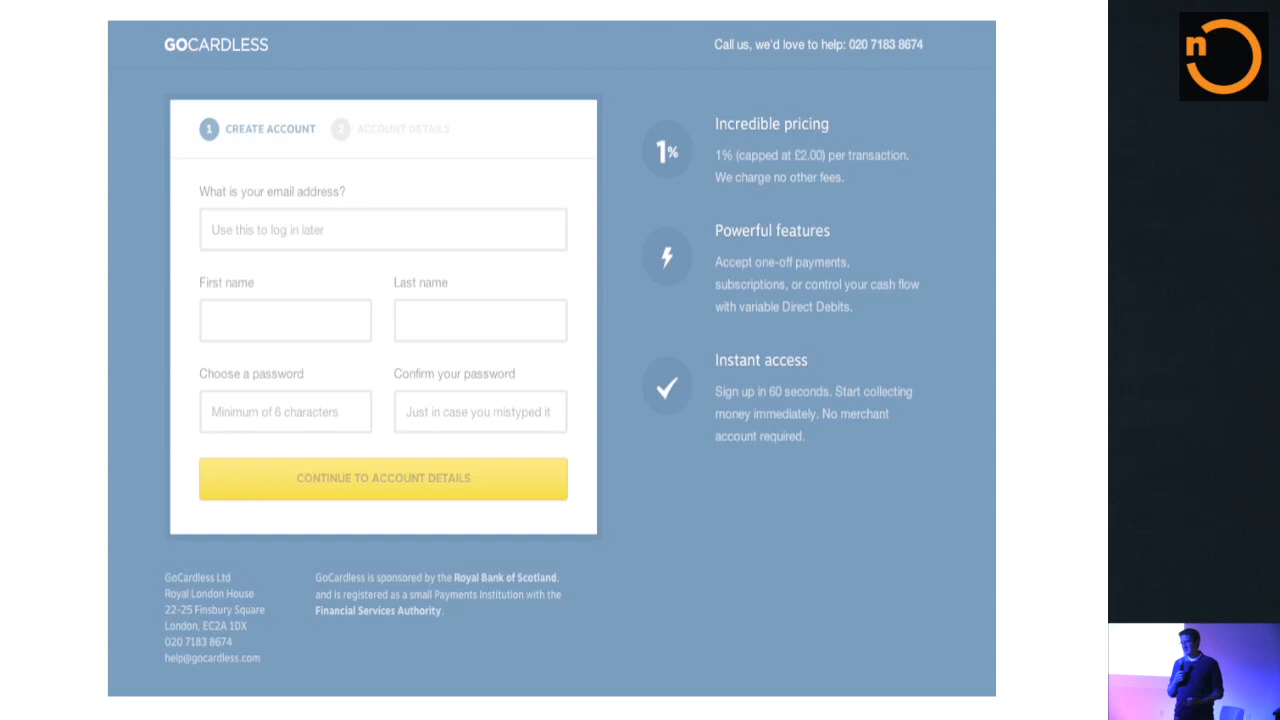 GOCARDLESS
Call us, we'd love to help: 020 7183 8674
n
1 CREATE ACCOUNT 2 ACCOUNT DETAILS
What is your email address?
Use this to log in later
First name
Last name
Choose a password
Confirm your password
Minimum of 6 characters
Just in case you mistyped it
CONTINUE TO ACCOUNT DETAILS
1%
Incredible pricing
1% (capped at £2.00) per transaction.
We charge no other fees.
Powerful features
Accept one-off payments,
subscriptions, or control your cash flow
with variable Direct Debits.
Instant access
Sign up in 60 seconds. Start collecting
money immediately. No merchant
account required.
GoCardless Ltd
Royal London House
22-25 Finsbury Square
London, EC2A 1DX
020 7183 8674
help@gocardless.com
GoCardless is sponsored by the Royal Bank of Scotland,
and is registered as a small Payments Institution with the
Financial Services Authority.